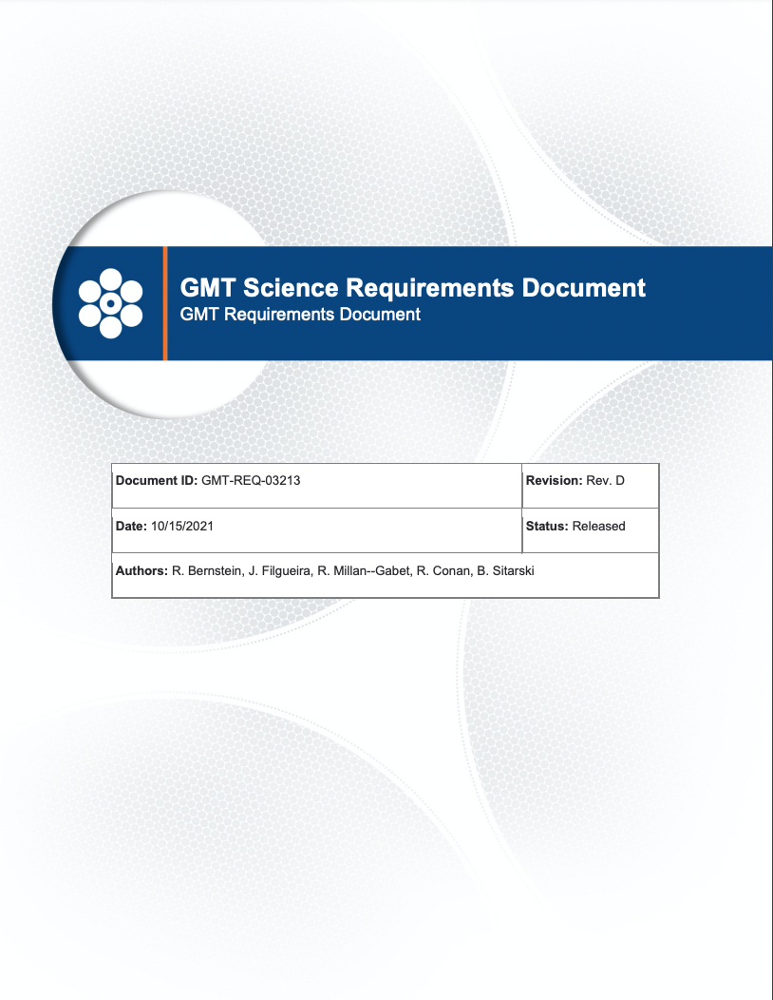 GMT Science Requirements Document
GMT Requirements Document
Document ID: GMT-REQ-03213
Revision: Rev. D
Date: 10/15/2021
Status: Released
Authors: R. Bernstein, J. Filgueira, R. Millan--Gabet, R. Conan, B. Sitarski